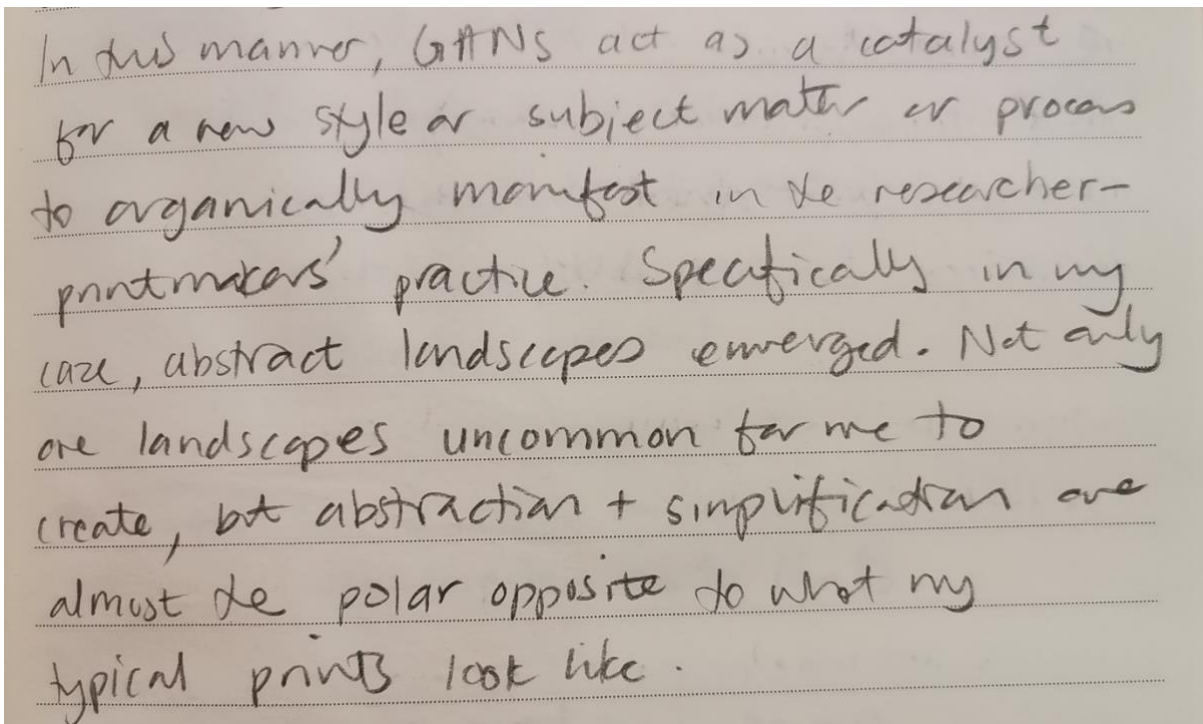 In this manner, GANs act as a catalyst
for a new style or subject matter or process
to organically manifest in the researcher-
printmakers' practice. Specifically in my
case, abstract landscapes emerged. Not only
are landscapes uncommon for me to
create, but abstraction + simplification are
almost the polar opposite to what my
typical prints look like.